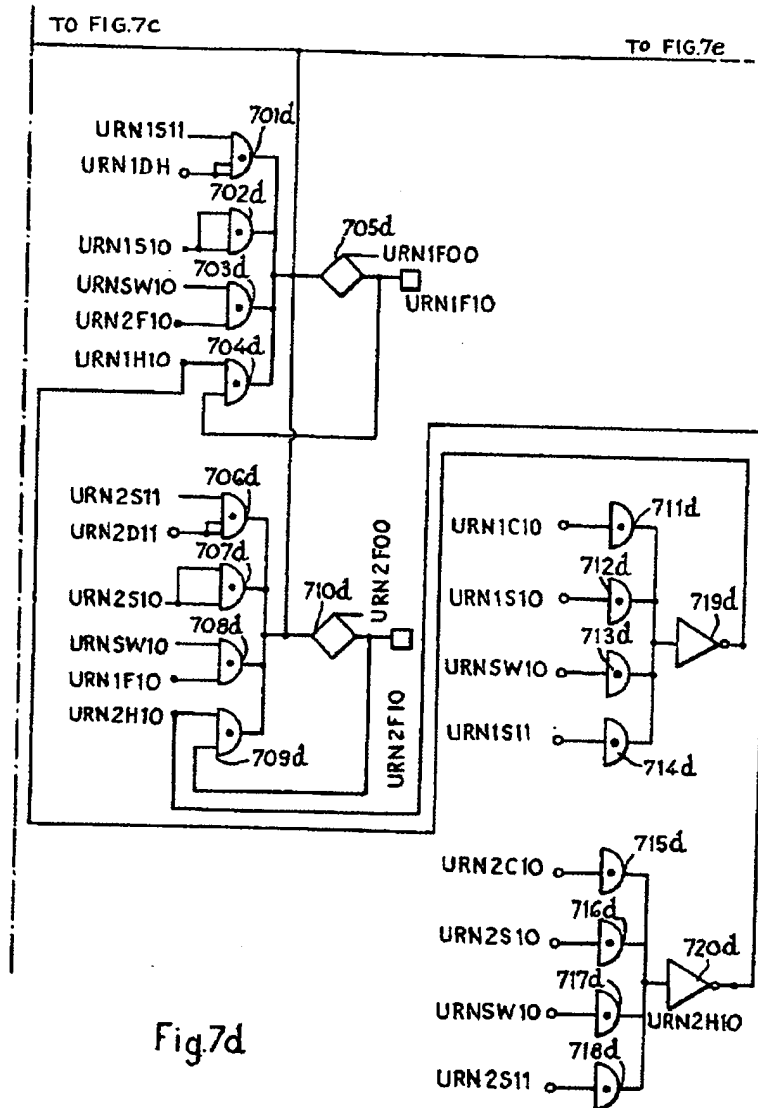 TO FIG.7c
TO FIG.7e
URN1S11
701d
URN1DH
702d
URN1S10
703d
URNSW10
URN2F10
704d
URN1H10
705d
URN1F00
URN1F10
URN2S11
706d
URN2D11
707d
URN2S10
708d
URNSW10
URN1F10
URN2H10
709d
710d
URN2F00
URN2F10
URN1C10
711d
712d
URN1S10
713d
URNSW10
URN1S11
714d
719d
URN2C10
715d
716d
URN2S10
717d
URNSW10
718d
URN2S11
720d
URN2H10
Fig.7d